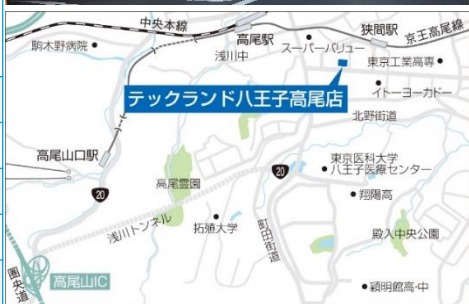 中央本線
高尾駅
狭間駅
京王高尾線
駒木野病院
浅川中
スーパーバリュー
東京工業高専
イトーヨーカドー
テックランド八王子高尾店
北野街道
高尾山口駅
東京医科大学
八王子医療センター
20
20
高尾霊園
翔陽高
浅川トンネル
拓殖大学
町田街道
殿入中央公園
圏央道
高尾山IC
穎明館高・中